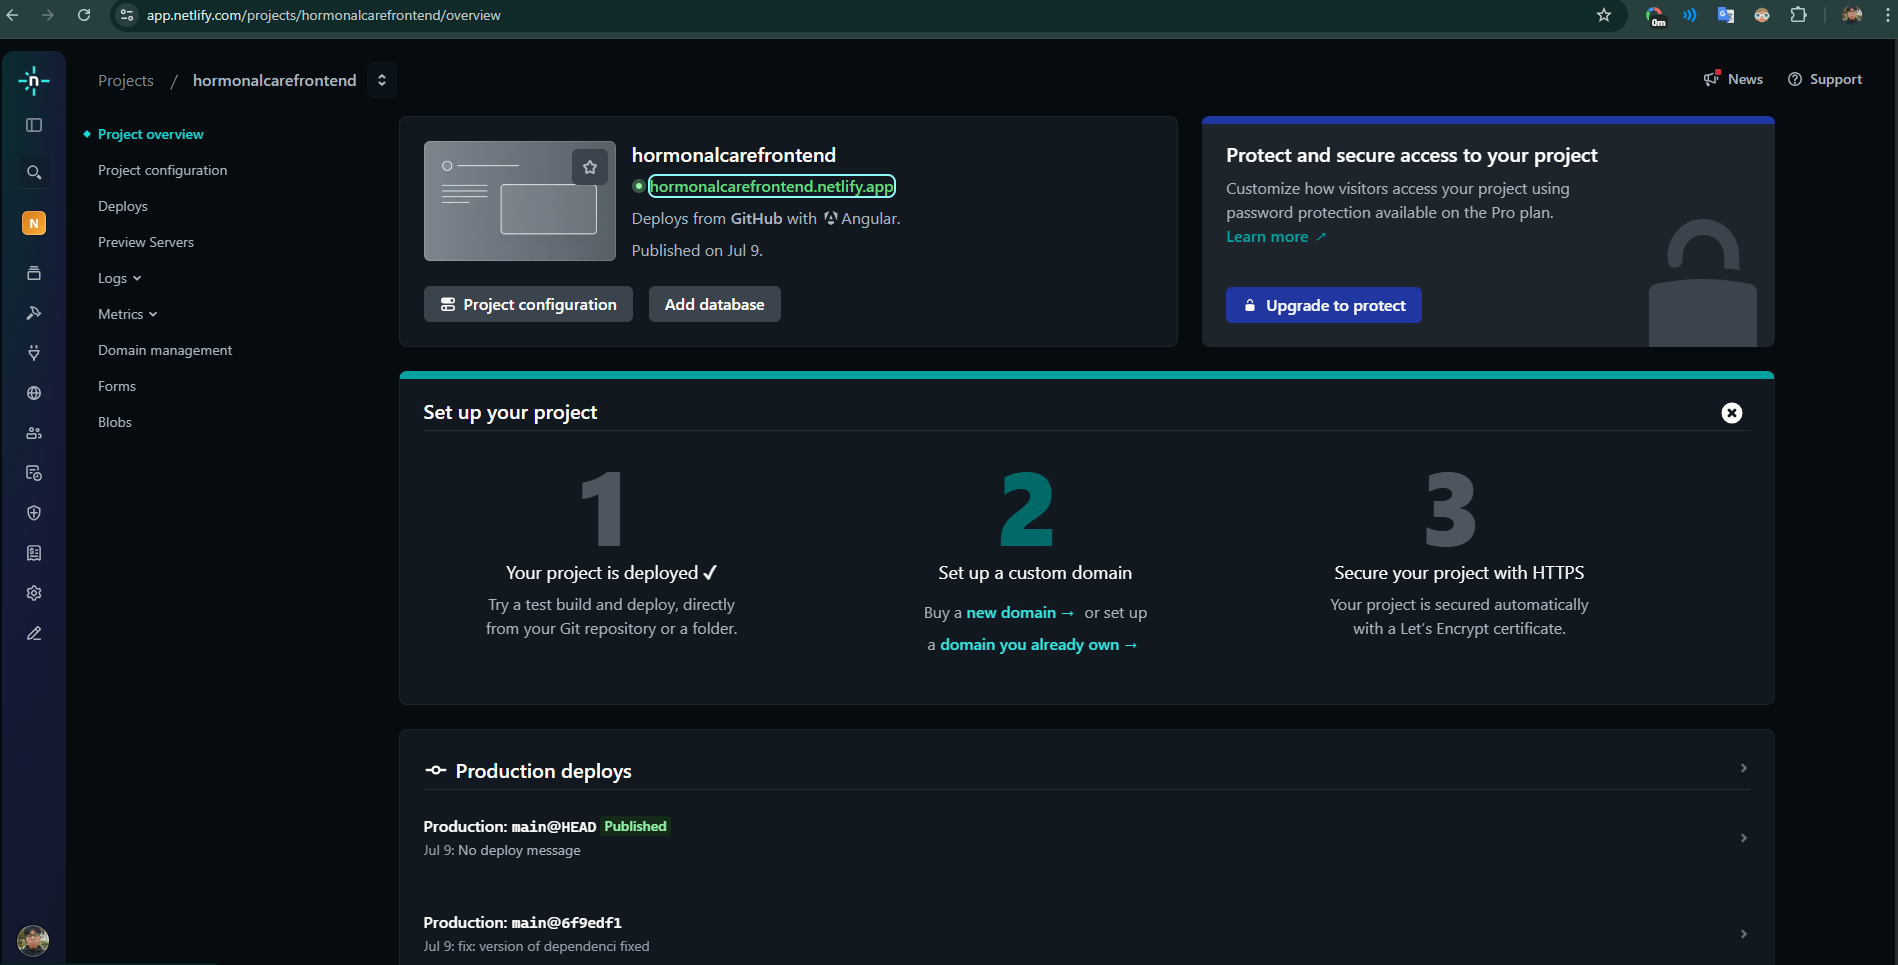 app.netlify.com/projects/hormonalcarefrontend/overview
0m
n
Projects / hormonalcarefrontend
News
Support
N
Project overview
Project configuration
Deploys
Preview Servers
Logs
Metrics
Domain management
Forms
Blobs
hormonalcarefrontend
hormonalcarefrontend.netlify.app
Deploys from GitHub with Angular.
Published on Jul 9.
Project configuration
Add database
Protect and secure access to your project
Customize how visitors access your project using
password protection available on the Pro plan.
Learn more ↗
Upgrade to protect
Set up your project
1
Your project is deployed ✓
Try a test build and deploy, directly
from your Git repository or a folder.
2
Set up a custom domain
Buy a new domain → or set up
a domain you already own →
3
Secure your project with HTTPS
Your project is secured automatically
with a Let’s Encrypt certificate.
Production deploys
Production: main@HEAD Published
Jul 9: No deploy message
Production: main@6f9edf1
Jul 9: fix: version of dependenci fixed